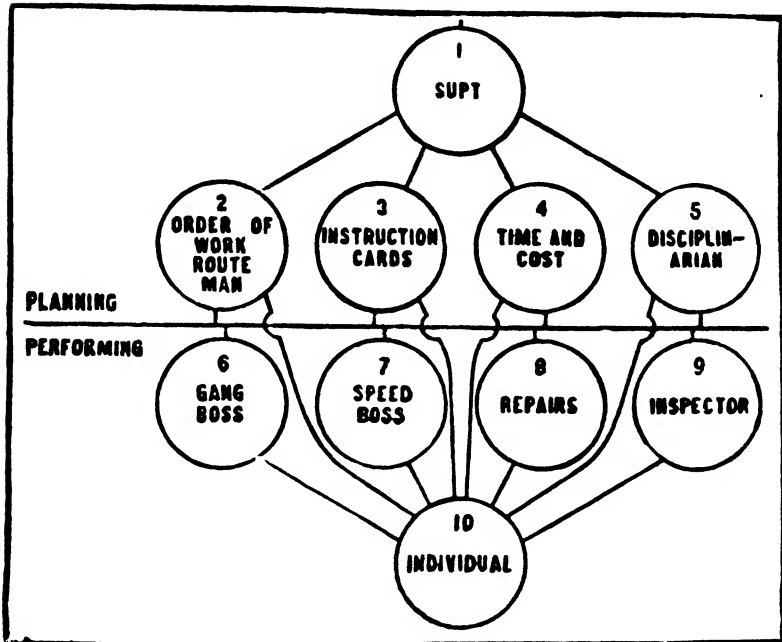 1
SUPT
2
ORDER OF
WORK
ROUTE
MAN
3
INSTRUCTION
CARDS
4
TIME AND
COST
5
DISCIPLIN-
ARIAN
PLANNING
PERFORMING
6
GANG
BOSS
7
SPEED
BOSS
8
REPAIRS
9
INSPECTOR
10
INDIVIDUAL